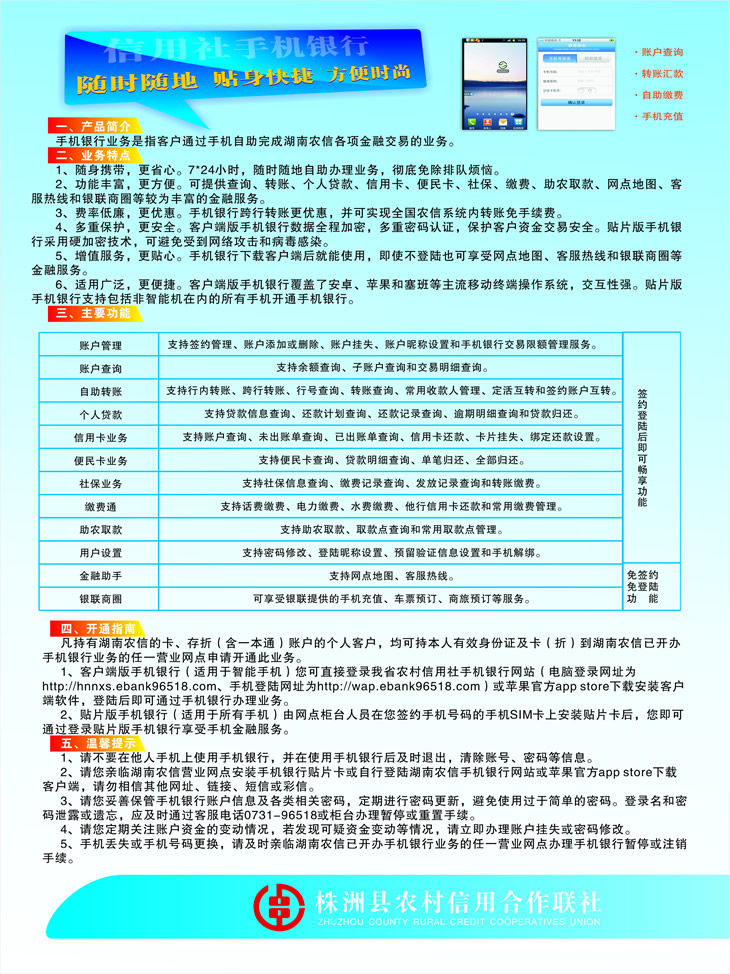 信用社手机银行
随时随地 贴身快捷 方便时尚
·账户查询
·转账汇款
·自助缴费
·手机充值
一、产品简介
手机银行业务是指客户通过手机自助完成湖南农信各项金融交易的业务。
二、业务特点
1、随身携带，更省心。7*24小时，随时随地自助办理业务，彻底免除排队烦恼。
2、功能丰富，更方便。可提供查询、转账、个人贷款、信用卡、便民卡、社保、缴费、助农取款、网点地图、客
服热线和银联商圈等较为丰富的金融服务。
3、费率低廉，更优惠。手机银行跨行转账更优惠，并可实现全国农信系统内转账免手续费。
4、多重保护，更安全。客户端版手机银行数据全程加密，多重密码认证，保护客户资金交易安全。贴片版手机银
行采用硬加密技术，可避免受到网络攻击和病毒感染。
5、增值服务，更贴心。手机银行下载客户端后就能使用，即使不登陆也可享受网点地图、客服热线和银联商圈等
金融服务。
6、适用广泛，更便捷。客户端版手机银行覆盖了安卓、苹果和塞班等主流移动终端操作系统，交互性强。贴片版
手机银行支持包括非智能机在内的所有手机开通手机银行。
三、主要功能
账户管理 支持签约管理、账户添加或删除、账户挂失、账户昵称设置和手机银行交易限额管理服务。
账户查询 支持余额查询、子账户查询和交易明细查询。
自助转账 支持行内转账、跨行转账、行号查询、转账查询、常用收款人管理、定活互转和签约账户互转。
个人贷款 支持贷款信息查询、还款计划查询、还款记录查询、逾期明细查询和贷款归还。
信用卡业务 支持账户查询、未出账单查询、已出账单查询、信用卡还款、卡片挂失、绑定还款设置。
便民卡业务 支持便民卡查询、贷款明细查询、单笔归还、全部归还。
社保业务 支持社保信息查询、缴费记录查询、发放记录查询和转账缴费。
缴费通 支持话费缴费、电力缴费、水费缴费、他行信用卡还款和常用缴费管理。
助农取款 支持助农取款、取款点查询和常用取款点管理。
用户设置 支持密码修改、登陆昵称设置、预留验证信息设置和手机解绑。
签约登陆后即可畅享功能
金融助手 支持网点地图、客服热线。
银联商圈 可享受银联提供的手机充值、车票预订、商旅预订等服务。
免签约
免登陆
功 能
四、开通指南
凡持有湖南农信的卡、存折（含一本通）账户的个人客户，均可持本人有效身份证及卡（折）到湖南农信已开办
手机银行业务的任一营业网点申请开通此业务。
1、客户端版手机银行（适用于智能手机）您可直接登录我省农村信用社手机银行网站（电脑登录网址为
http://hnnxs.ebank96518.com、手机登陆网址为http://wap.ebank96518.com）或苹果官方app store下载安装客户
端软件，登陆后即可通过手机银行办理业务。
2、贴片版手机银行（适用于所有手机）由网点柜台人员在您签约手机号码的手机SIM卡上安装贴片卡后，您即可
通过登录贴片版手机银行享受手机金融服务。
五、温馨提示
1、请不要在他人手机上使用手机银行，并在使用手机银行后及时退出，清除账号、密码等信息。
2、请您亲临湖南农信营业网点安装手机银行贴片卡或自行登陆湖南农信手机银行网站或苹果官方app store下载
客户端，请勿相信其他网址、链接、短信或彩信。
3、请您妥善保管手机银行账户信息及各类相关密码，定期进行密码更新，避免使用过于简单的密码。登录名和密
码泄露或遗忘，应及时通过客服电话0731-96518或柜台办理暂停或重置手续。
4、请您定期关注账户资金的变动情况，若发现可疑资金变动等情况，请立即办理账户挂失或密码修改。
5、手机丢失或手机号码更换，请及时亲临湖南农信已开办手机银行业务的任一营业网点办理手机银行暂停或注销
手续。
株洲县农村信用合作联社
ZHUZHOU COUNTY RURAL CREDIT COOPERATIVES UNION